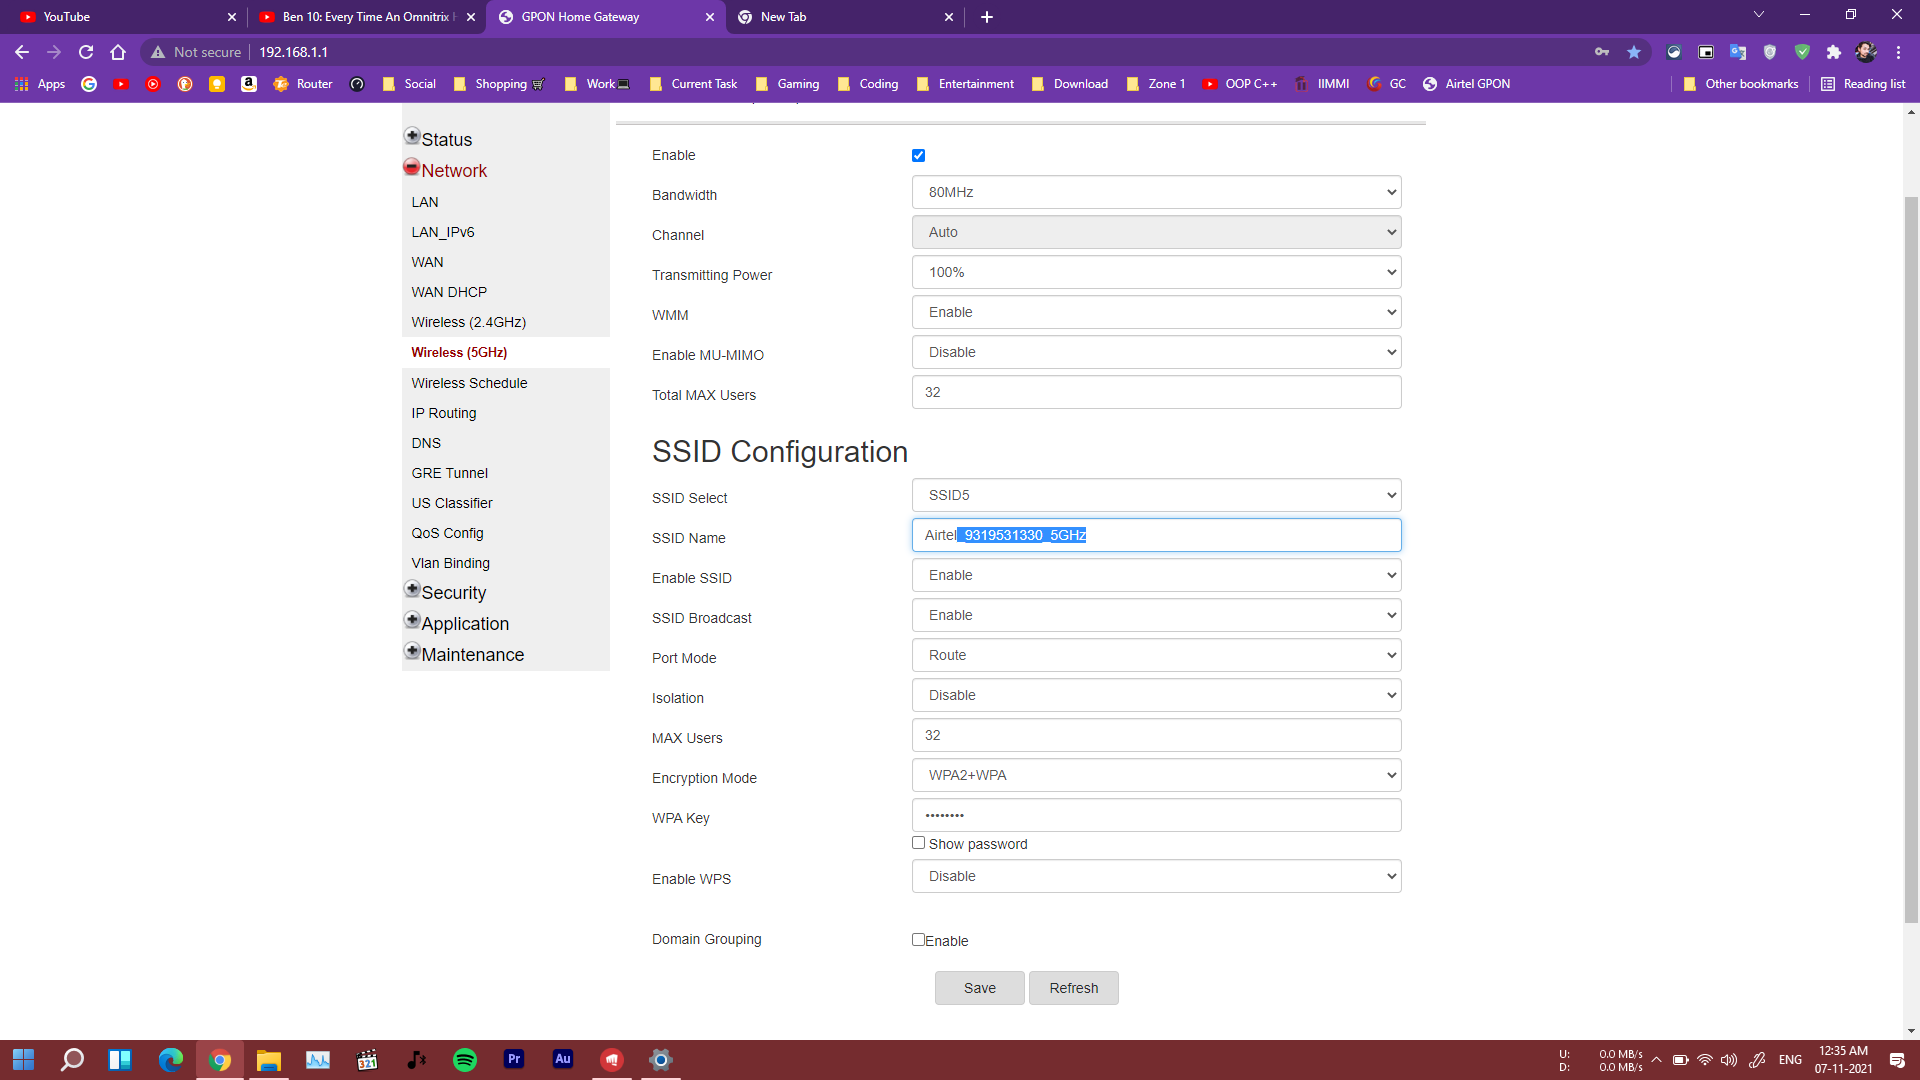 YouTube
Ben 10: Every Time An Omnitrix
GPON Home Gateway
New Tab
Not secure
192.168.1.1
Apps
Router
Social
Shopping
Work
Current Task
Gaming
Coding
Entertainment
Download
Zone 1
OOP C++
IIMMI
GC
Airtel GPON
Other bookmarks
Reading list
Status
Network
LAN
LAN_IPv6
WAN
WAN DHCP
Wireless (2.4GHz)
Wireless (5GHz)
Wireless Schedule
IP Routing
DNS
GRE Tunnel
US Classifier
QoS Config
Vlan Binding
Security
Application
Maintenance
Enable
Bandwidth 80MHz
Channel Auto
Transmitting Power 100%
WMM Enable
Enable MU-MIMO Disable
Total MAX Users 32
SSID Configuration
SSID Select SSID5
SSID Name Airtel_9319531330_5GHz
Enable SSID Enable
SSID Broadcast Enable
Port Mode Route
Isolation Disable
MAX Users 32
Encryption Mode WPA2+WPA
WPA Key ••••••••
Show password
Enable WPS Disable
Domain Grouping Enable
Save Refresh
321
Pr
Au
U: 0.0 MB/s
D: 0.0 MB/s
ENG
12:35 AM
07-11-2021